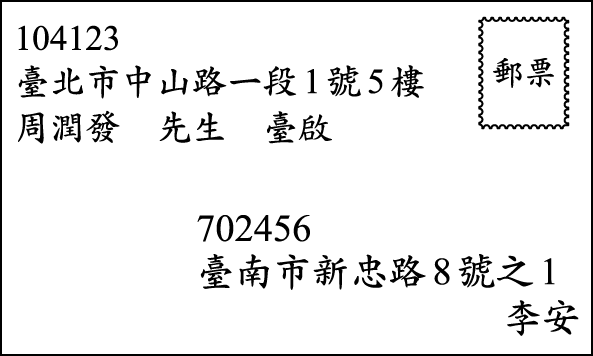 104123
臺北市中山路一段1號5樓
周潤發　先生　臺啟
郵票
702456
臺南市新忠路8號之1
李安